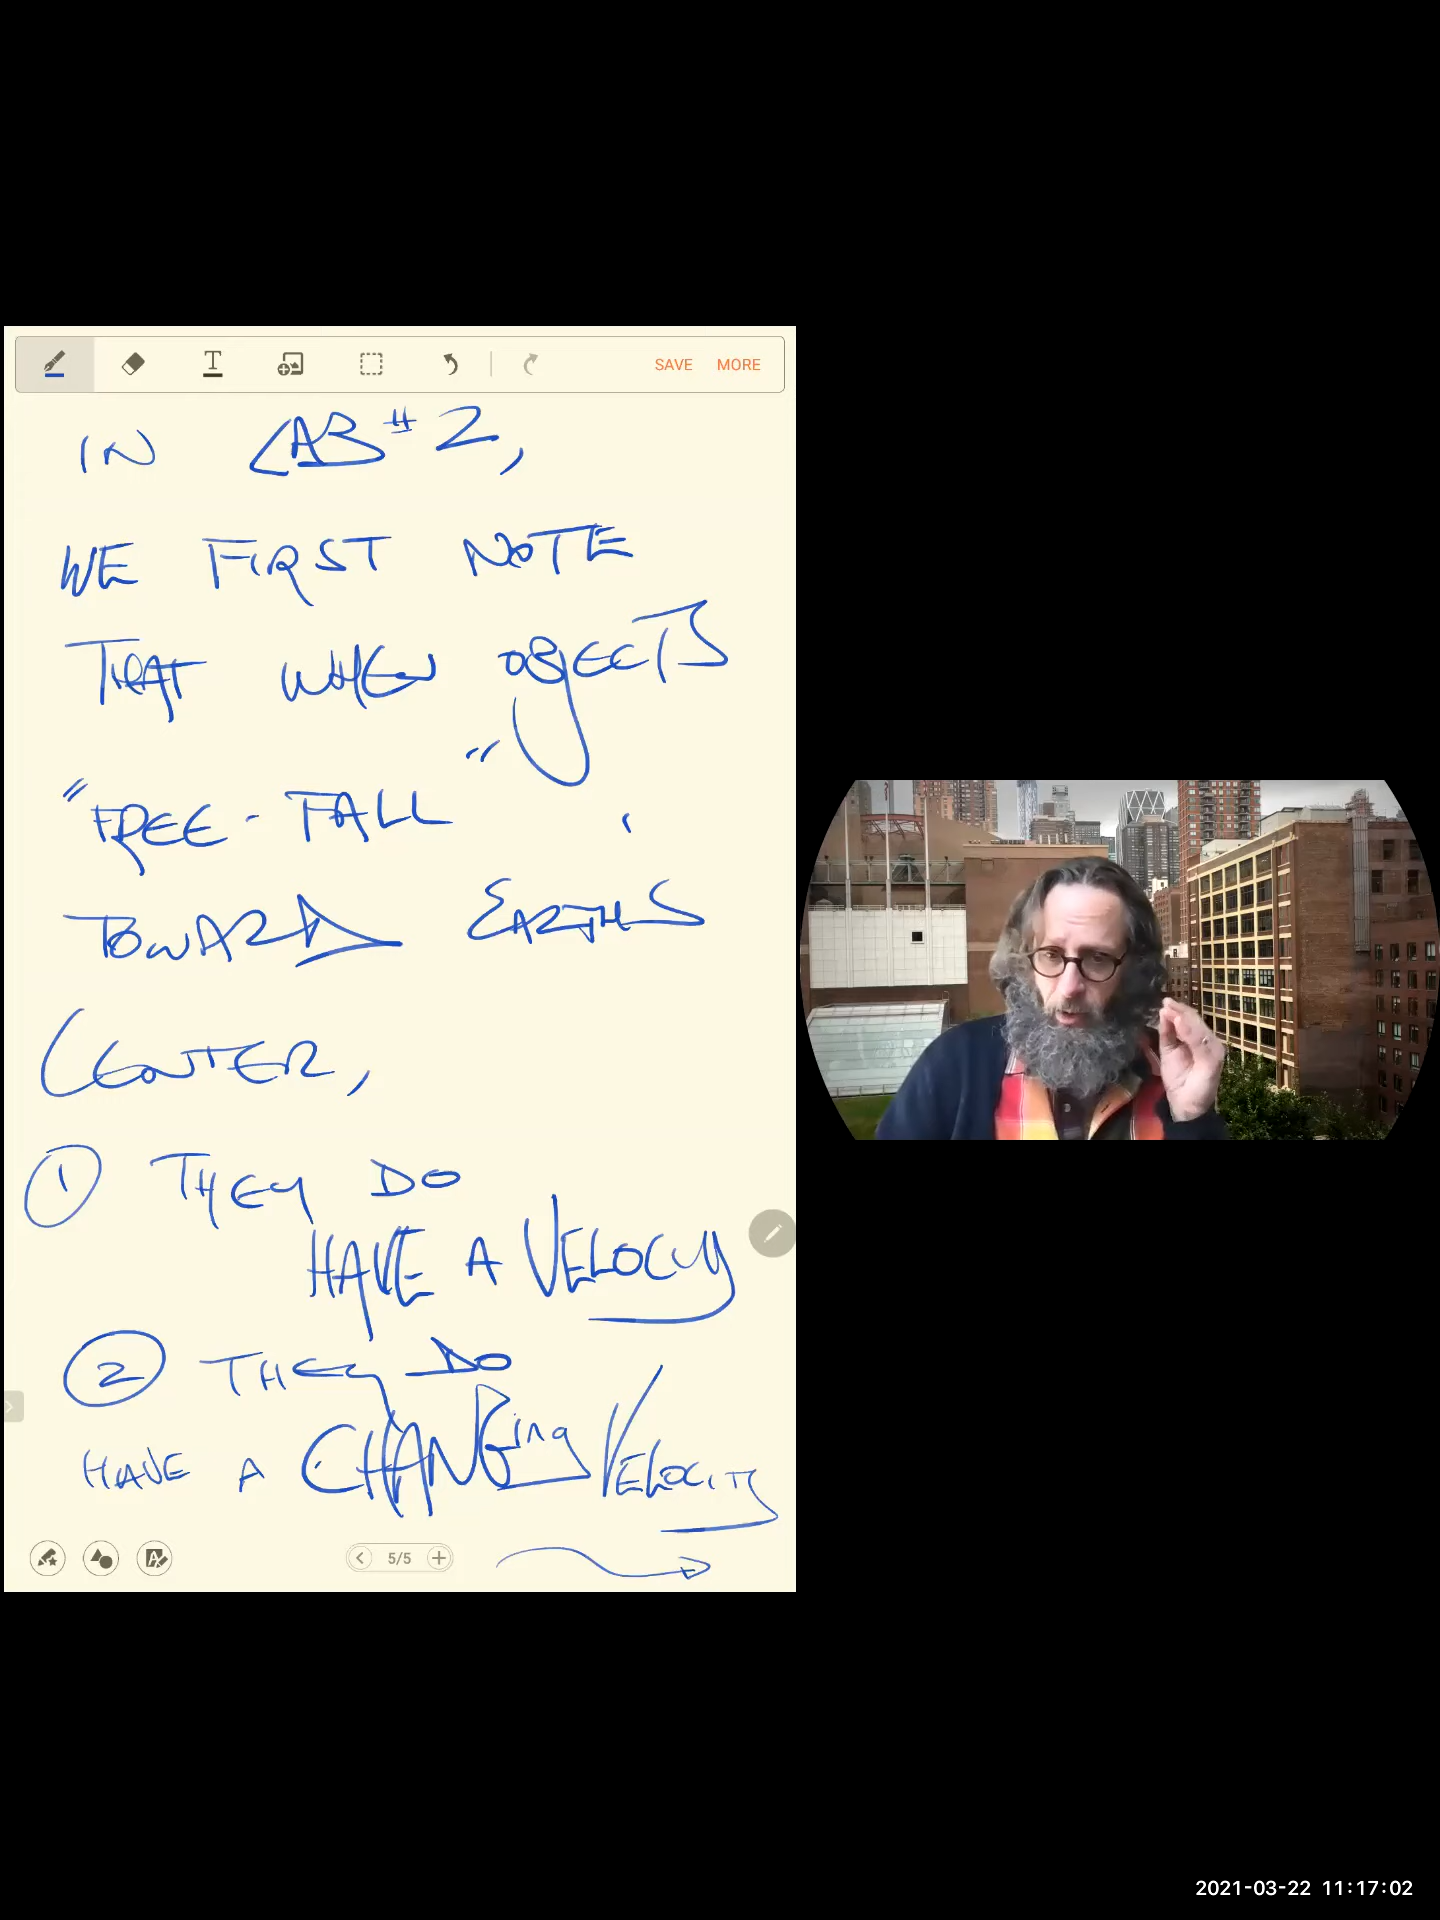 SAVE MORE
IN LAB #2,
WE FIRST NOTE
THAT WHEN OBJECTS
"FREE-FALL"
TOWARD EARTH'S
CENTER,
1 THEY DO
HAVE A VELOCITY
2 THEY DO
HAVE A CHANGing VELOCITY
5/5
2021-03-22 11:17:02